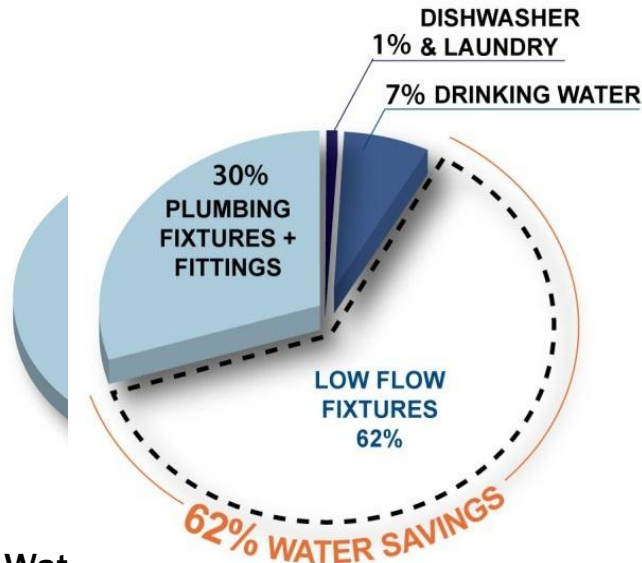 DISHWASHER
1% & LAUNDRY
7% DRINKING WATER
30%
PLUMBING
FIXTURES +
FITTINGS
LOW FLOW
FIXTURES
62%
62% WATER SAVINGS